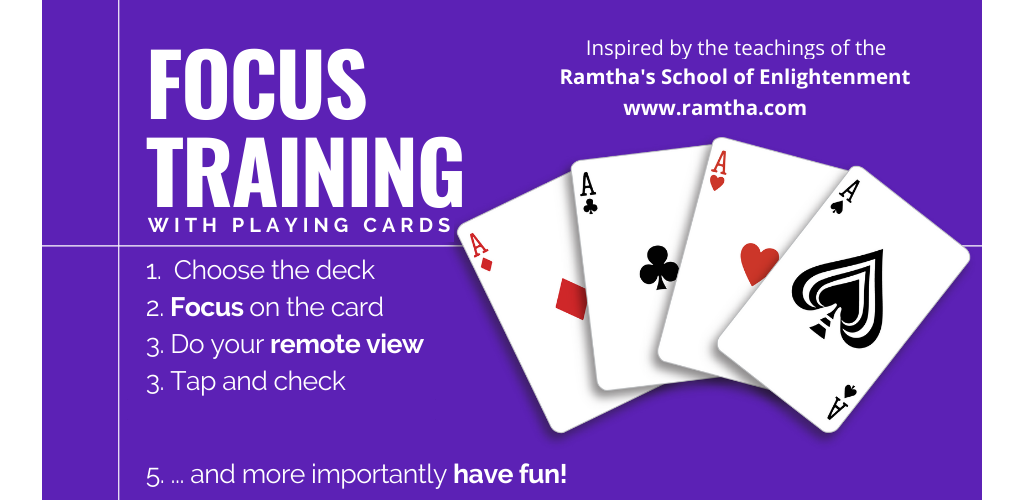 FOCUS
TRAINING
WITH PLAYING CARDS
Inspired by the teachings of the
Ramtha's School of Enlightenment
www.ramtha.com
A
A
A
A
A
1. Choose the deck
2. Focus on the card
3. Do your remote view
3. Tap and check
5. ... and more importantly have fun!